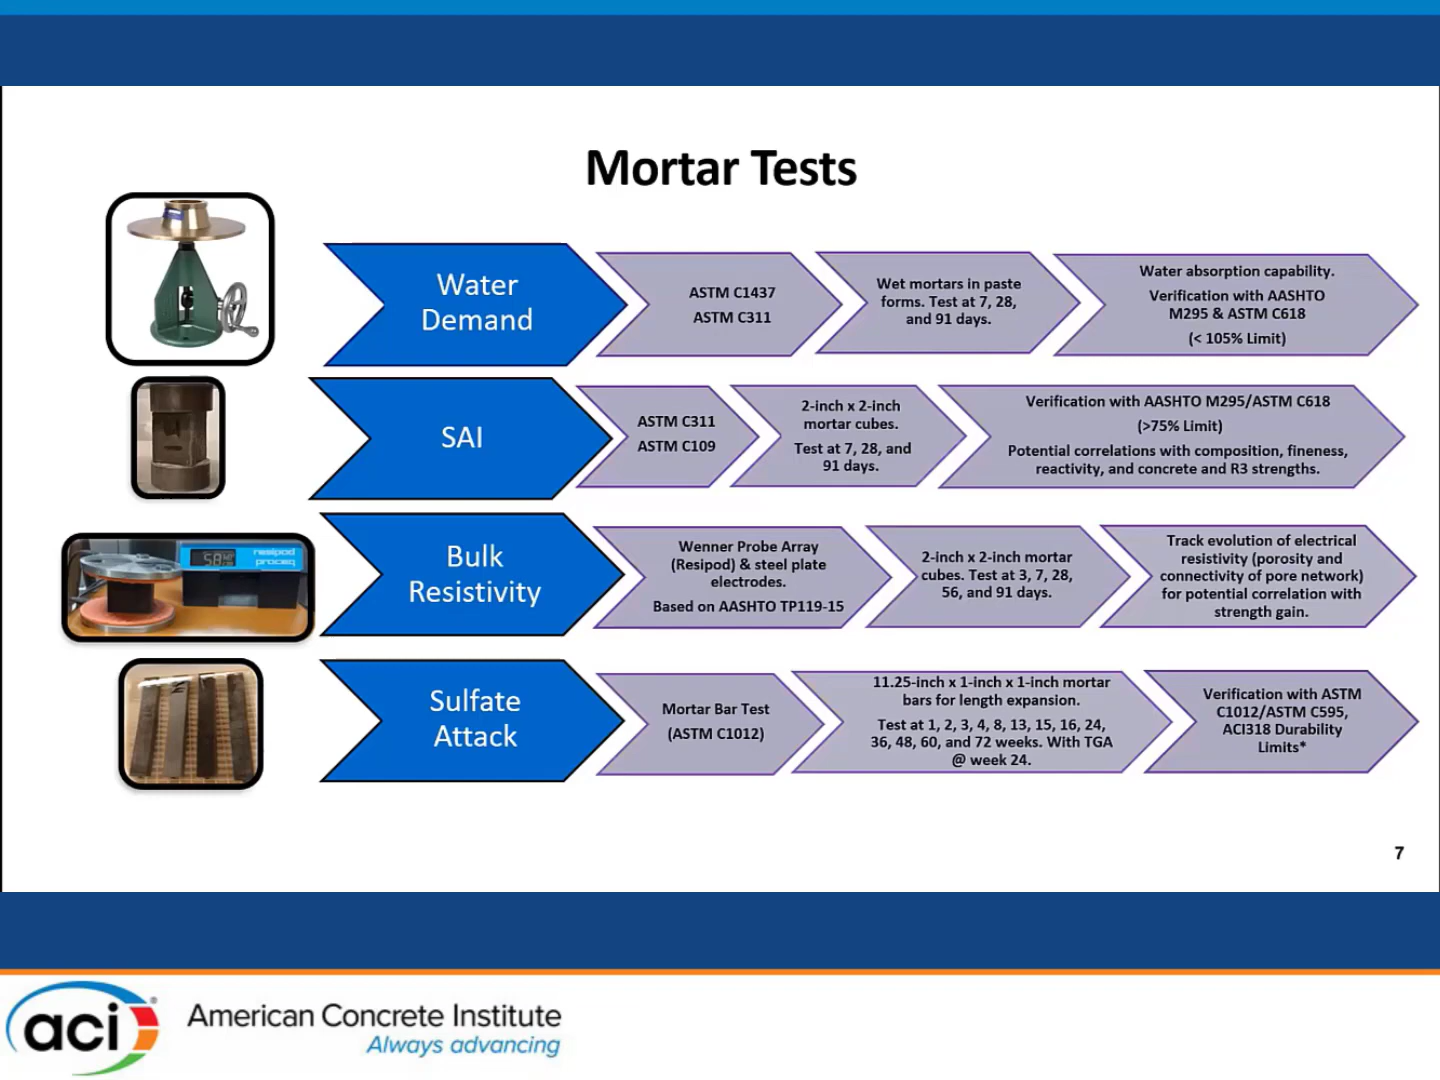 Mortar Tests
Water
Demand
ASTM C1437
ASTM C311
Wet mortars in paste
forms. Test at 7, 28,
and 91 days.
Water absorption capability.
Verification with AASHTO
M295 & ASTM C618
(< 105% Limit)
SAI
ASTM C311
ASTM C109
2-inch x 2-inch
mortar cubes.
Test at 7, 28, and
91 days.
Verification with AASHTO M295/ASTM C618
(>75% Limit)
Potential correlations with composition, fineness,
reactivity, and concrete and R3 strengths.
58
resipod
proceq
Bulk
Resistivity
Wenner Probe Array
(Resipod) & steel plate
electrodes.
Based on AASHTO TP119-15
2-inch x 2-inch mortar
cubes. Test at 3, 7, 28,
56, and 91 days.
Track evolution of electrical
resistivity (porosity and
connectivity of pore network)
for potential correlation with
strength gain.
Sulfate
Attack
Mortar Bar Test
(ASTM C1012)
11.25-inch x 1-inch x 1-inch mortar
bars for length expansion.
Test at 1, 2, 3, 4, 8, 13, 15, 16, 24,
36, 48, 60, and 72 weeks. With TGA
@ week 24.
Verification with ASTM
C1012/ASTM C595,
ACI318 Durability
Limits*
7
aci
American Concrete Institute
Always advancing